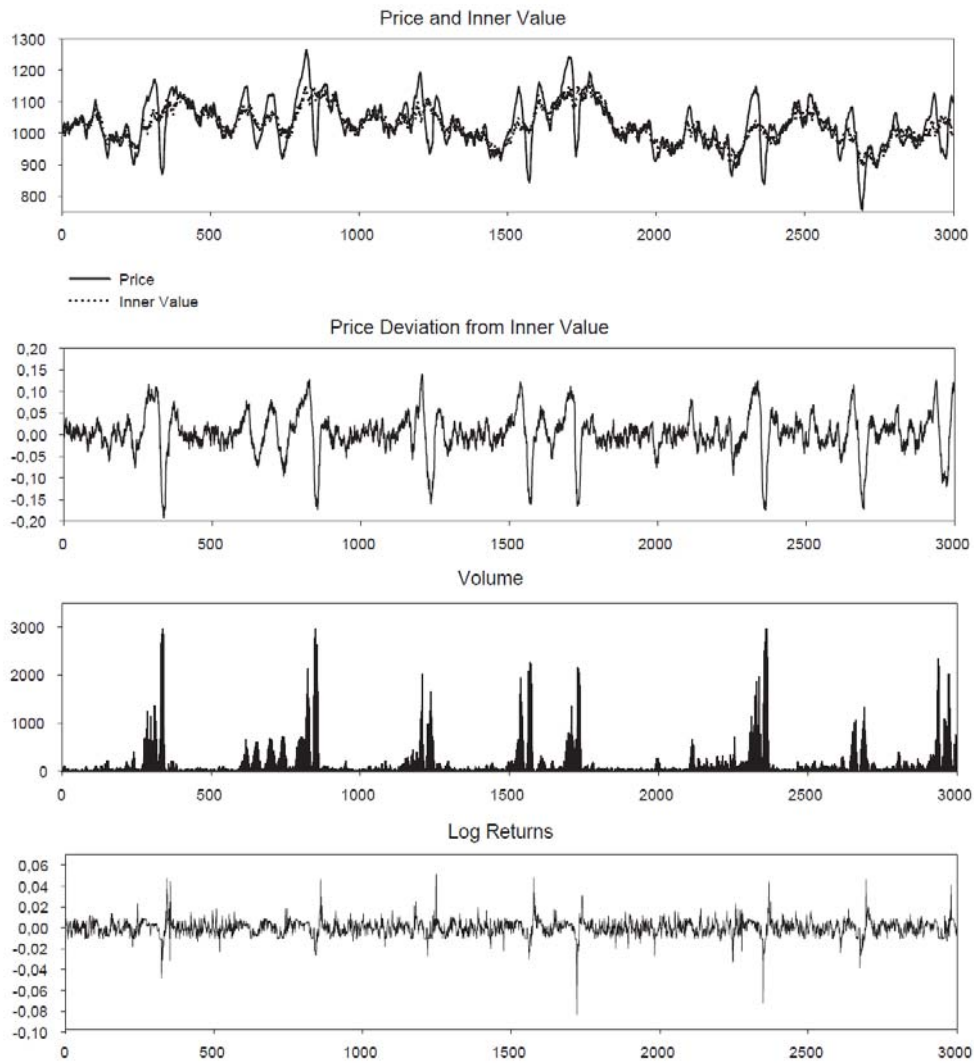 Price and Inner Value
1300
1200
1100
1000
900
800
0 500 1000 1500 2000 2500 3000
Price
Inner Value
Price Deviation from Inner Value
0,20
0,15
0,10
0,05
0,00
-0,05
-0,10
-0,15
-0,20
0 500 1000 1500 2000 2500 3000
Volume
3000
2000
1000
0
0 500 1000 1500 2000 2500 3000
Log Returns
0,06
0,04
0,02
0,00
-0,02
-0,04
-0,06
-0,08
-0,10
0 500 1000 1500 2000 2500 3000